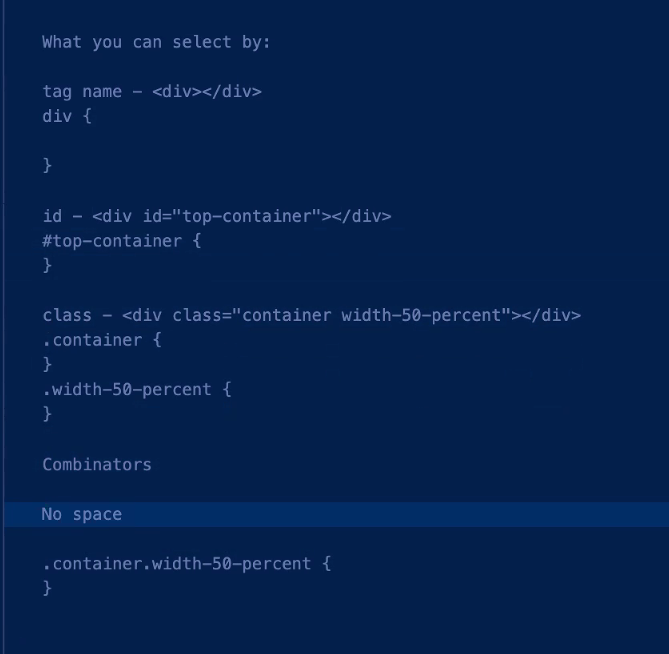 What you can select by:
tag name - <div></div>
div {
}
id - <div id="top-container"></div>
#top-container {
}
class - <div class="container width-50-percent"></div>
.container {
}
.width-50-percent {
}
Combinators
No space
.container.width-50-percent {
}